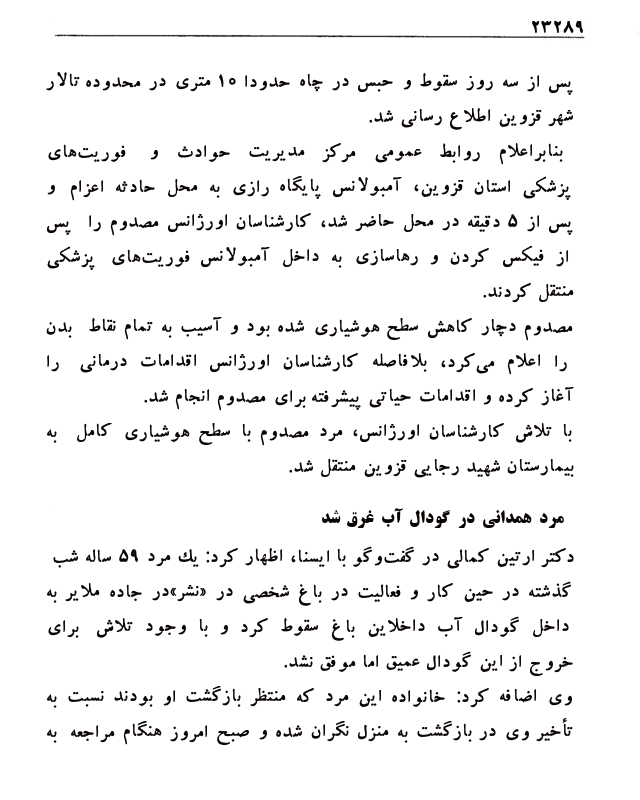 ۲۳۲۸۹
پس از سه روز سقوط و حبس در چاه حدودا ۱۵ متری در محدوده تالار
شهر قزوین اطلاع رسانی شد.
بنابراعلام روابط عمومی مرکز مدیریت حوادث و فوریت‌های
پزشکی استان قزوین، آمبولانس پایگاه رازی به محل حادثه اعزام و
پس از ۵ دقیقه در محل حاضر شد، کارشناسان اورژانس مصدوم را پس
از فیکس کردن و رهاسازی به داخل آمبولانس فوریت‌های پزشکی
منتقل کردند.
مصدوم دچار کاهش سطح هوشیاری شده بود و آسیب به تمام نقاط بدن
را اعلام می‌کرد، بلافاصله کارشناسان اورژانس اقدامات درمانی را
آغاز کرده و اقدامات حیاتی پیشرفته برای مصدوم انجام شد.
با تلاش کارشناسان اورژانس، مرد مصدوم با سطح هوشیاری کامل به
بیمارستان شهید رجایی قزوین منتقل شد.
مرد همدانی در گودال آب غرق شد
دکتر ارتین کمالی در گفت‌وگو با ایسنا، اظهار کرد: یك مرد ۵۹ ساله شب
گذشته در حین کار و فعالیت در باغ شخصی در «نشر»در جاده ملایر به
داخل گودال آب داخلاین باغ سقوط کرد و با وجود تلاش برای
خروج از این گودال عمیق اما موفق نشد.
وی اضافه کرد: خانواده این مرد که منتظر بازگشت او بودند نسبت به
تأخیر وی در بازگشت به منزل نگران شده و صبح امروز هنگام مراجعه به